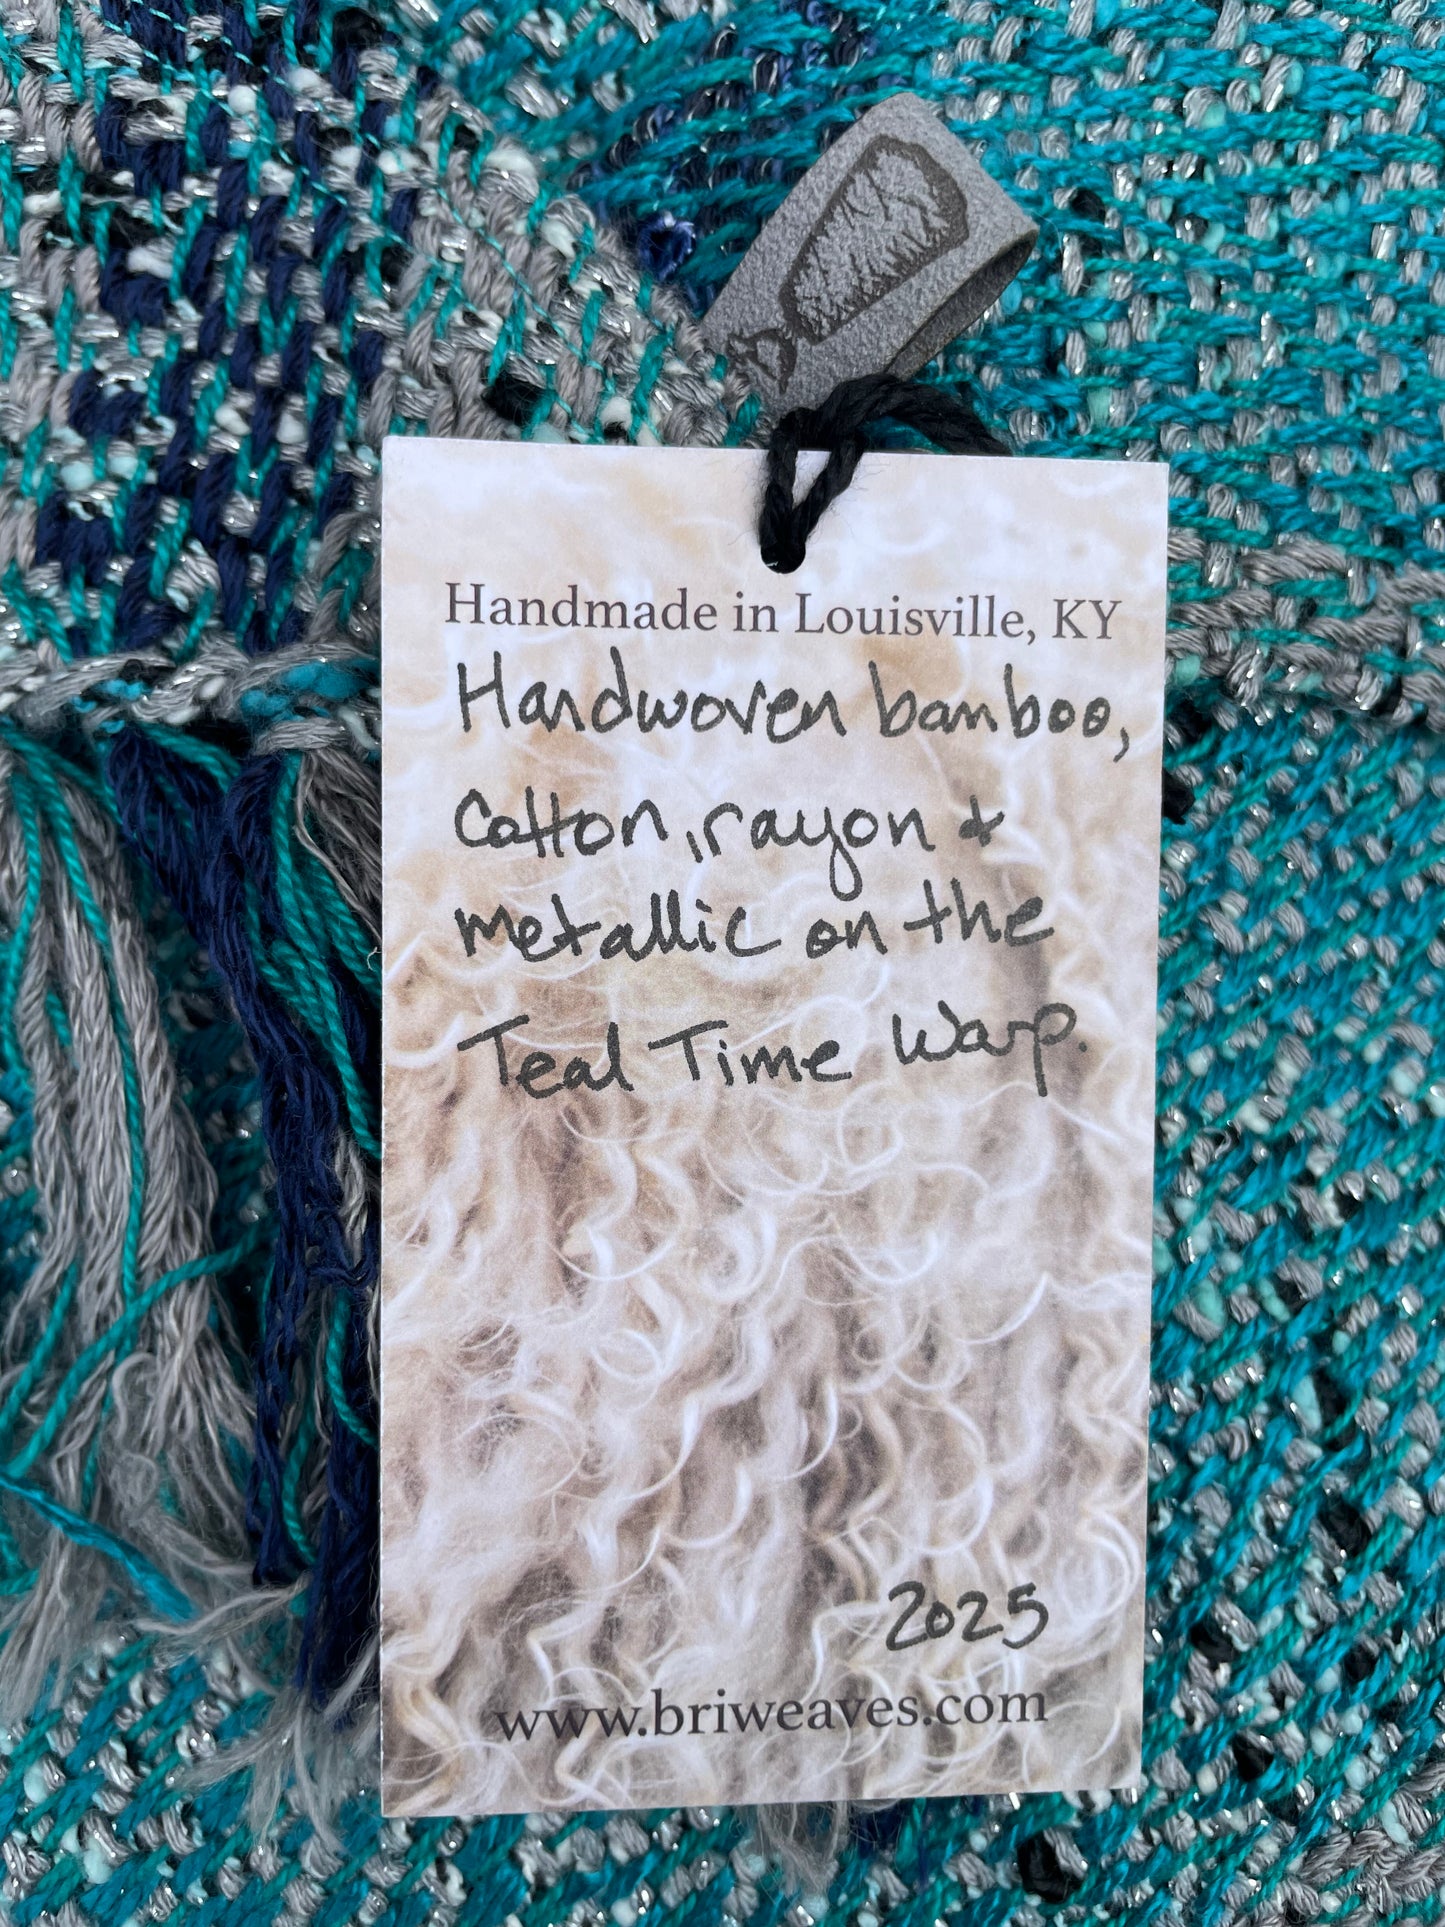 Handmade in Louisville, KY
Handwoven bamboo,
Cotton, rayon &
metallic on the
Teal Time Warp.
2025
www.briweaves.com